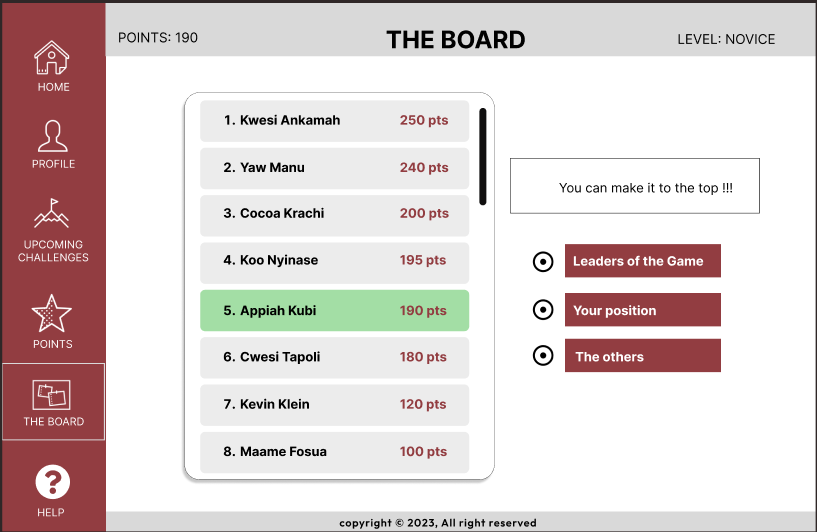 POINTS: 190
THE BOARD
LEVEL: NOVICE
HOME
PROFILE
UPCOMING
CHALLENGES
POINTS
THE BOARD
HELP
1. Kwesi Ankamah 250 pts
2. Yaw Manu 240 pts
3. Cocoa Krachi 200 pts
4. Koo Nyinase 195 pts
5. Appiah Kubi 190 pts
6. Cwesi Tapoli 180 pts
7. Kevin Klein 120 pts
8. Maame Fosua 100 pts
You can make it to the top !!!
Leaders of the Game
Your position
The others
copyright © 2023, All right reserved